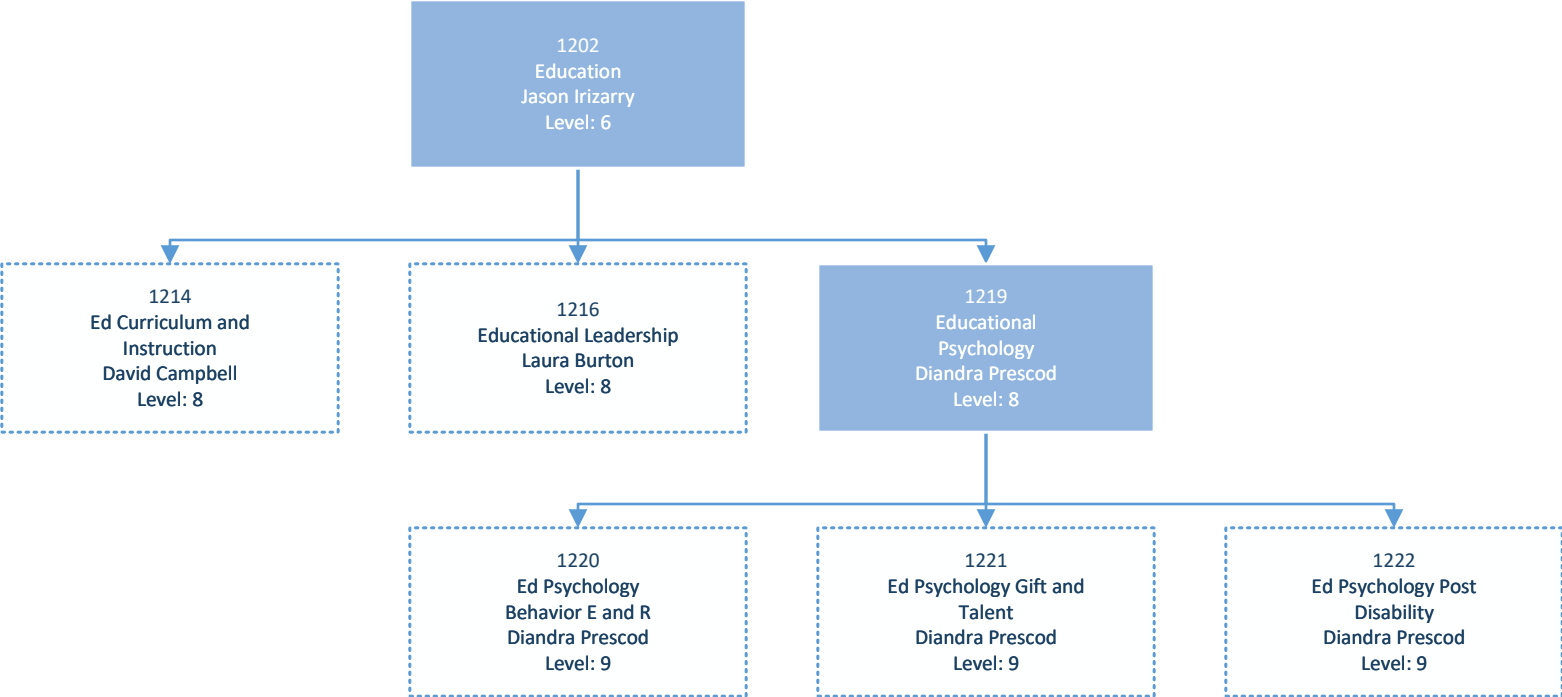 1202
Education
Jason Irizarry
Level: 6
1214
Ed Curriculum and
Instruction
David Campbell
Level: 8
1216
Educational Leadership
Laura Burton
Level: 8
1219
Educational
Psychology
Diandra Prescod
Level: 8
1220
Ed Psychology
Behavior E and R
Diandra Prescod
Level: 9
1221
Ed Psychology Gift and
Talent
Diandra Prescod
Level: 9
1222
Ed Psychology Post
Disability
Diandra Prescod
Level: 9